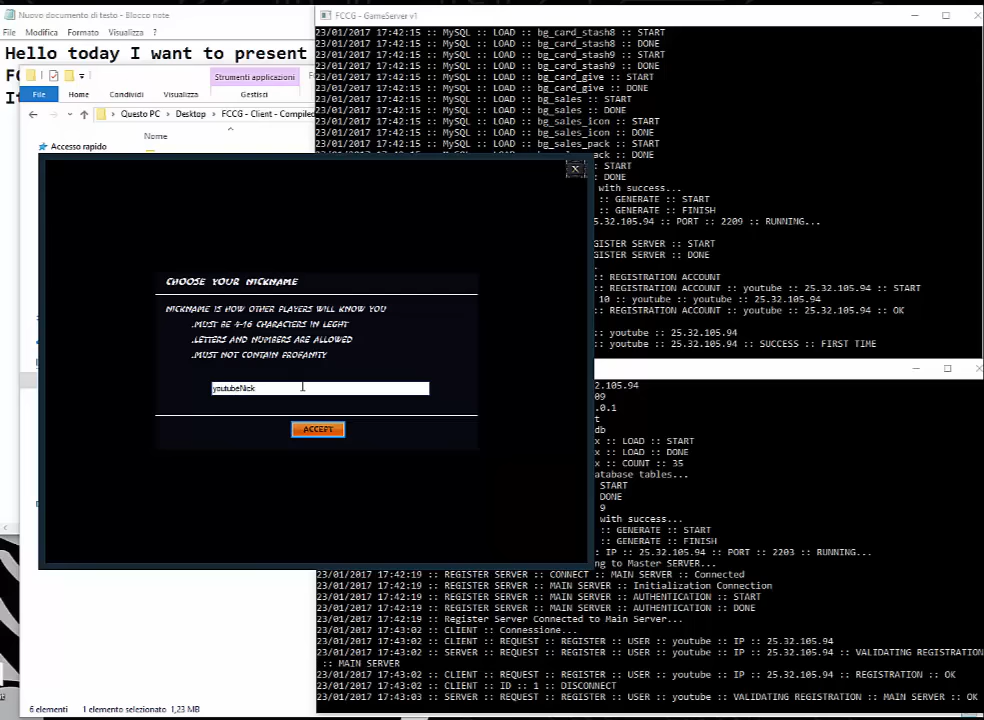 Nuovo documento di testo - Blocco note
File Modifica Formato Visualizza ?
Hello today I want to present
Strumenti applicazioni
File Home Condividi Visualizza Gestisci
Questo PC Desktop FCCG - Client - Compiled
Nome
Accesso rapido
X
CHOOSE YOUR NICKNAME
NICKNAME IS HOW OTHER PLAYERS WILL KNOW YOU
.MUST BE 4-16 CHARACTERS IN LEGHT
.LETTERS AND NUMBERS ARE ALLOWED
.MUST NOT CONTAIN PROFANITY
youtubeNick
ACCEPT
6 elementi 1 elemento selezionato 1,23 MB
FCCG - GameServer v1
23/01/2017 17:42:15 :: MySQL :: LOAD :: bg_card_stash8 :: START
23/01/2017 17:42:15 :: MySQL :: LOAD :: bg_card_stash8 :: DONE
23/01/2017 17:42:15 :: MySQL :: LOAD :: bg_card_stash9 :: START
23/01/2017 17:42:15 :: MySQL :: LOAD :: bg_card_stash9 :: DONE
23/01/2017 17:42:15 :: MySQL :: LOAD :: bg_card_give :: START
23/01/2017 17:42:15 :: MySQL :: LOAD :: bg_card_give :: DONE
23/01/2017 17:42:15 :: MySQL :: LOAD :: bg_sales :: START
23/01/2017 17:42:15 :: MySQL :: LOAD :: bg_sales :: DONE
23/01/2017 17:42:15 :: MySQL :: LOAD :: bg_sales_icon :: START
23/01/2017 17:42:15 :: MySQL :: LOAD :: bg_sales_icon :: DONE
23/01/2017 17:42:15 :: MySQL :: LOAD :: bg_sales_pack :: START
ack :: DONE
:: START
:: DONE
with success...
:: GENERATE :: START
:: GENERATE :: FINISH
5.32.105.94 :: PORT :: 2209 :: RUNNING...
GISTER SERVER :: START
GISTER SERVER :: DONE
:: REGISTRATION ACCOUNT
:: REGISTRATION ACCOUNT :: youtube :: 25.32.105.94 :: START
10 :: youtube :: youtube :: 25.32.105.94
:: REGISTRATION ACCOUNT :: youtube :: 25.32.105.94 :: OK
:: youtube :: 25.32.105.94
:: youtube :: 25.32.105.94 :: SUCCESS :: FIRST TIME
2.105.94
09
.0.1
t
db
x :: LOAD :: START
x :: LOAD :: DONE
x :: COUNT :: 35
atabase tables...
START
DONE
9
with success...
:: GENERATE :: START
:: GENERATE :: FINISH
:: IP :: 25.32.105.94 :: PORT :: 2203 :: RUNNING...
ng to Master SERVER...
23/01/2017 17:42:19 :: REGISTER SERVER :: CONNECT :: MAIN SERVER :: Connected
23/01/2017 17:42:19 :: REGISTER SERVER :: MAIN SERVER :: Initialization Connection
23/01/2017 17:42:19 :: REGISTER SERVER :: MAIN SERVER :: AUTHENTICATION :: START
23/01/2017 17:42:19 :: REGISTER SERVER :: MAIN SERVER :: AUTHENTICATION :: DONE
23/01/2017 17:42:19 :: Register Server Connected to Main Server...
23/01/2017 17:43:02 :: CLIENT :: Connessione...
23/01/2017 17:43:02 :: CLIENT :: REQUEST :: REGISTER :: USER :: youtube :: IP :: 25.32.105.94
23/01/2017 17:43:02 :: SERVER :: REQUEST :: REGISTER :: USER :: youtube :: IP :: 25.32.105.94 :: VALIDATING REGISTRATION
:: MAIN SERVER
23/01/2017 17:43:02 :: CLIENT :: REQUEST :: REGISTER :: USER :: youtube :: IP :: 25.32.105.94 :: REGISTRATION :: OK
23/01/2017 17:43:02 :: CLIENT :: ID :: 1 :: DISCONNECT
23/01/2017 17:43:03 :: SERVER :: REQUEST :: REGISTER :: USER :: youtube :: VALIDATING REGISTRATION :: MAIN SERVER :: OK